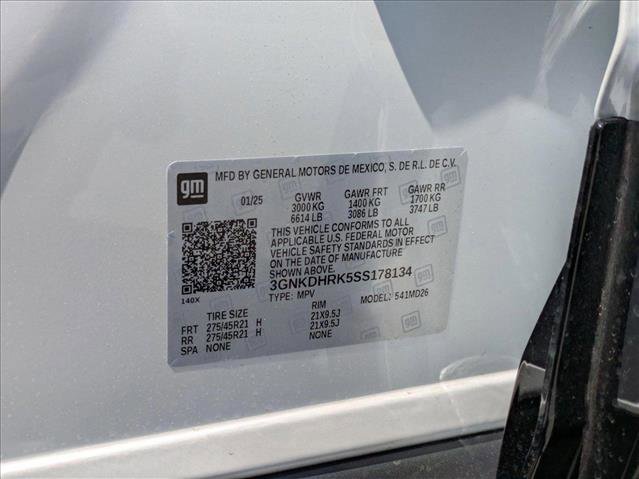 gm
MFD BY GENERAL MOTORS DE MEXICO, S. DE R.L. DE C.V.
01/25 GVWR GAWR FRT GAWR RR
3000 KG 1400 KG 1700 KG
6614 LB 3086 LB 3747 LB
THIS VEHICLE CONFORMS TO ALL
APPLICABLE U.S. FEDERAL MOTOR
VEHICLE SAFETY STANDARDS IN EFFECT
ON THE DATE OF MANUFACTURE
SHOWN ABOVE.
3GNKDHRK5SS178134
140X TYPE: MPV MODEL: 541MD26
TIRE SIZE RIM
FRT 275/45R21 H 21X9.5J
RR 275/45R21 H 21X9.5J
SPA NONE NONE